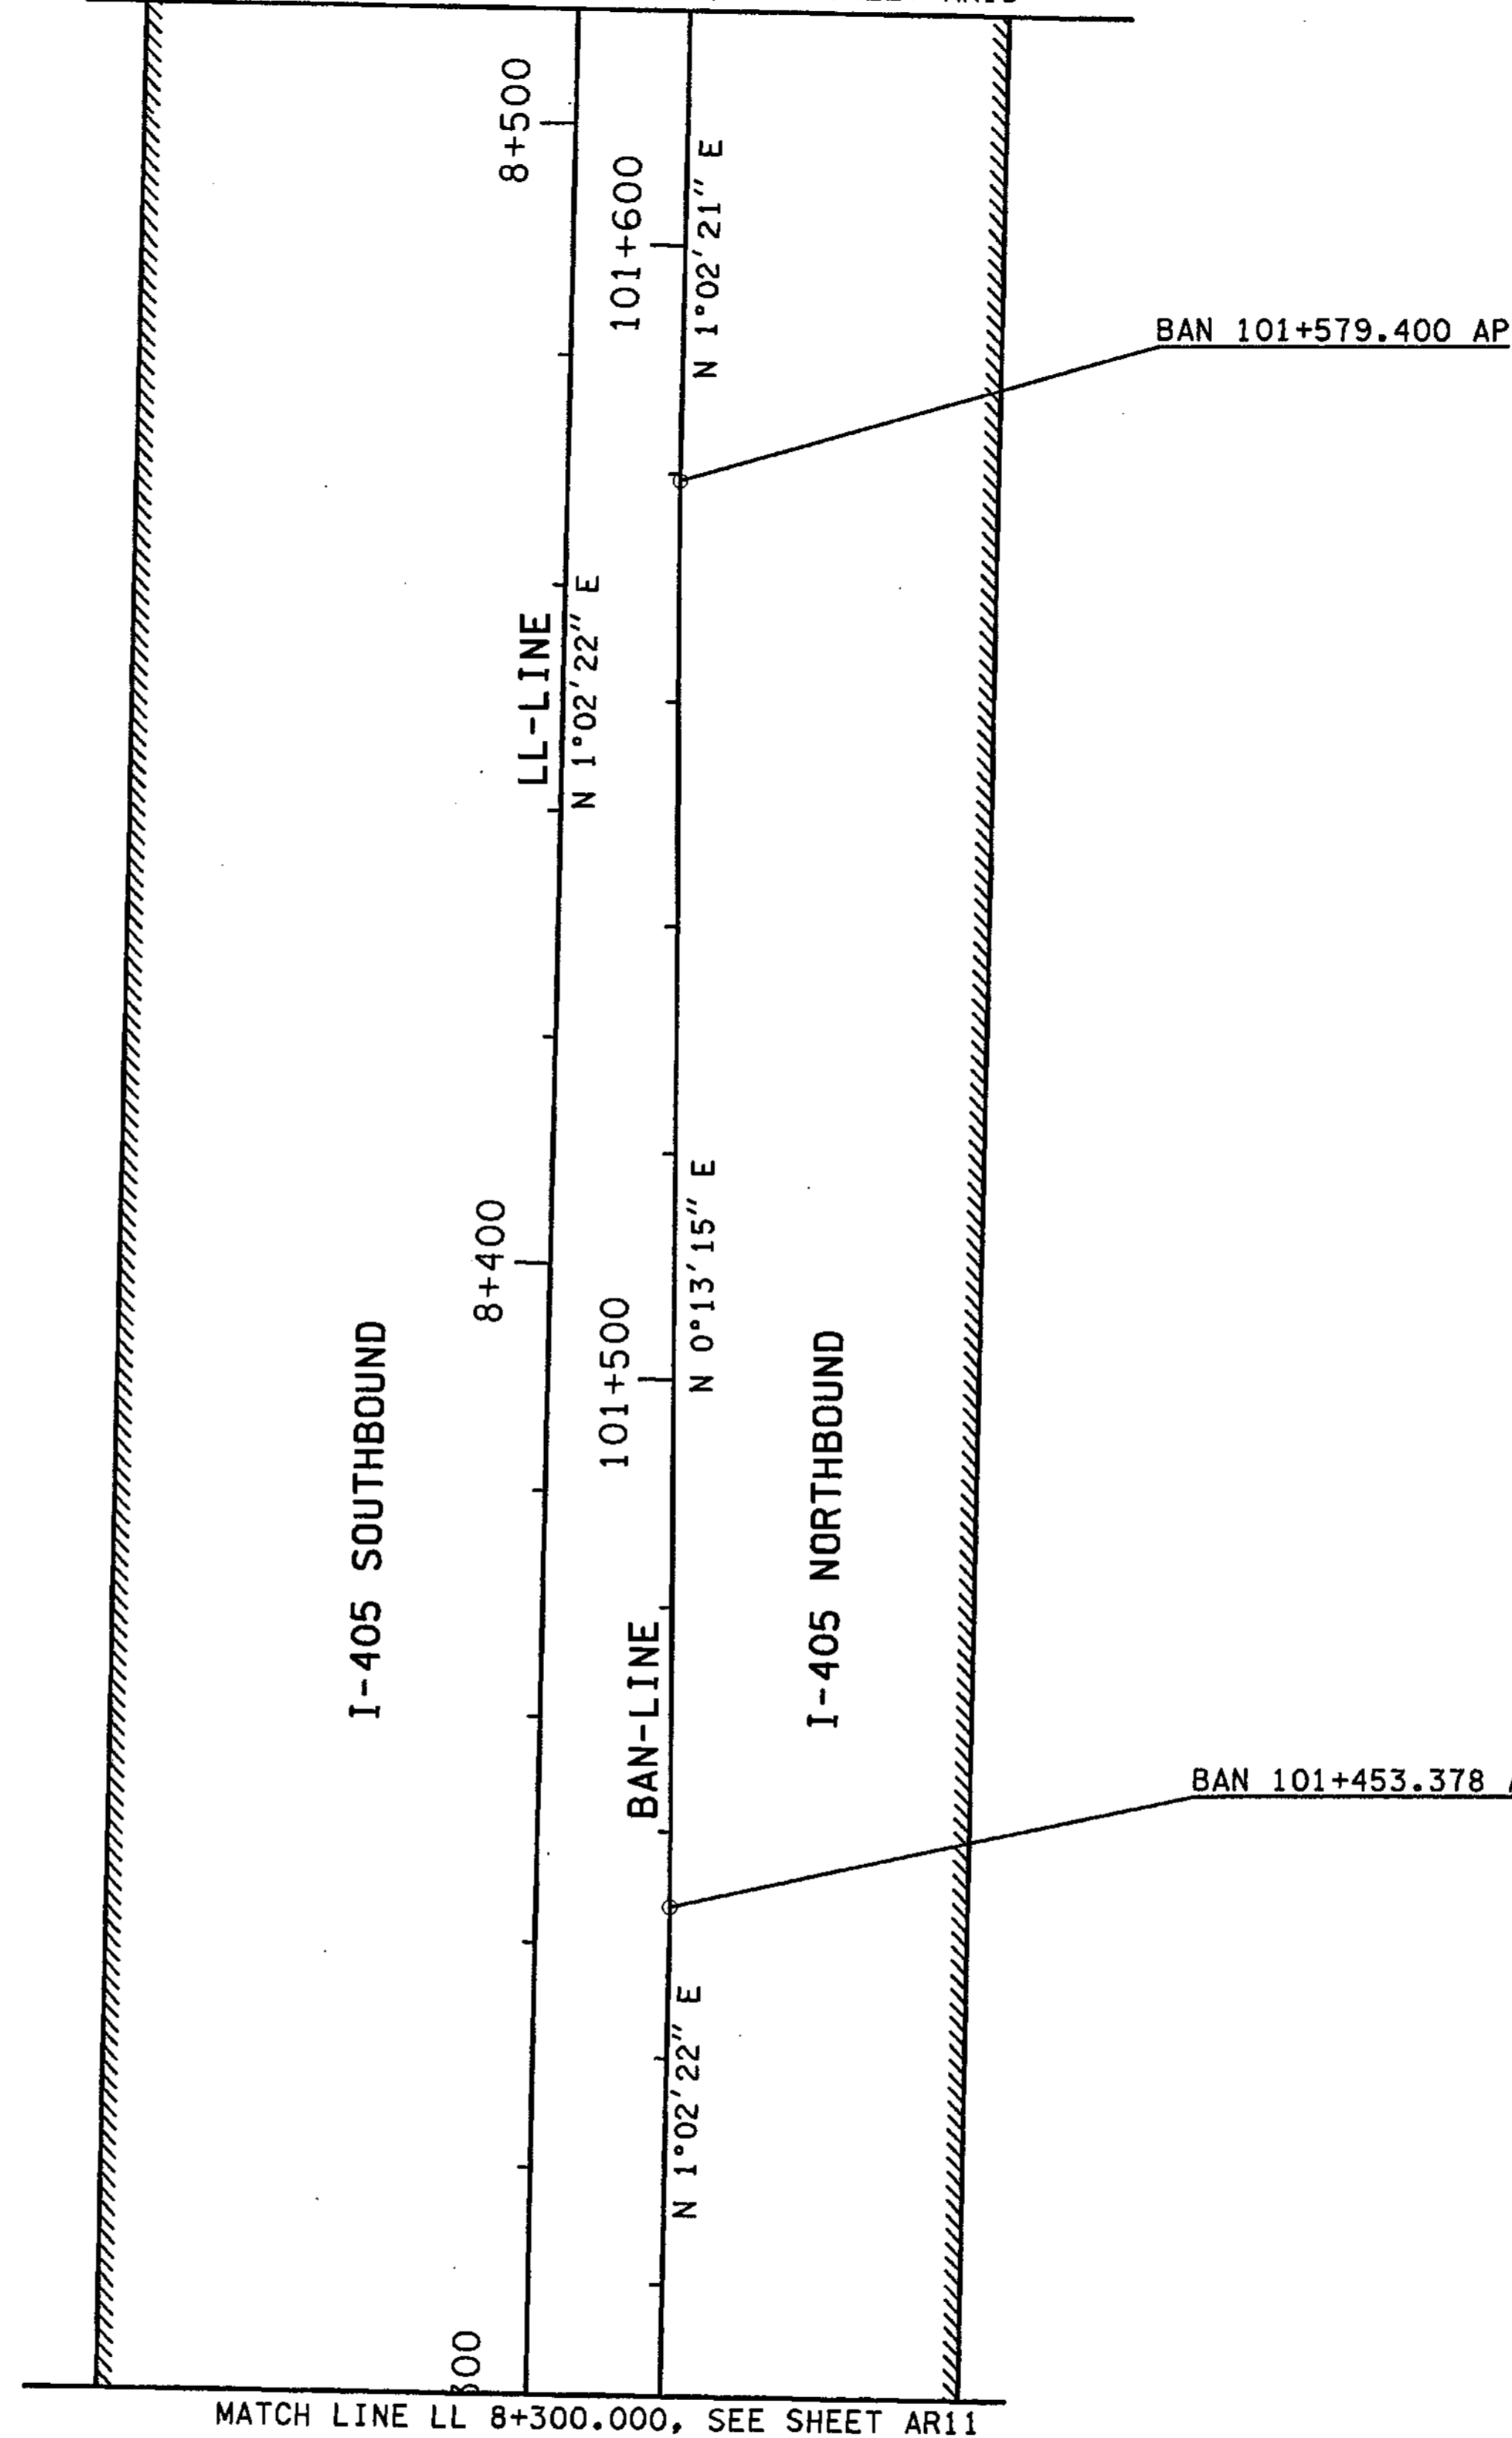 8+500
101+600
N 1°02'21" E
BAN 101+579.400 AP
LL-LINE
N 1°02'22" E
8+400
101+500
N 0°13'15" E
I-405 SOUTHBOUND
I-405 NORTHBOUND
BAN-LINE
BAN 101+453.378
N 1°02'22" E
300
MATCH LINE LL 8+300.000, SEE SHEET AR11